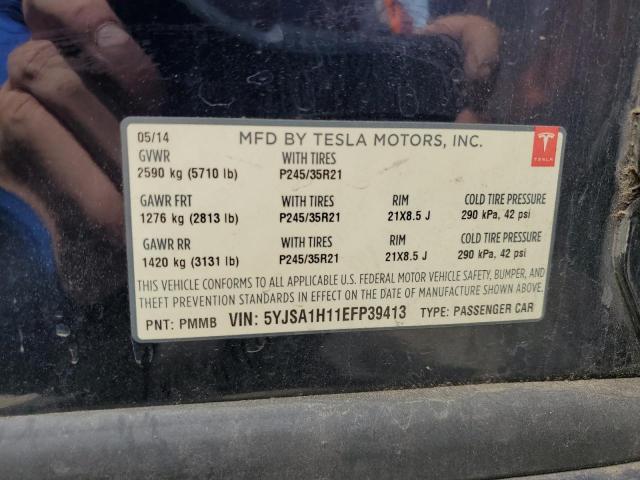 05/14 MFD BY TESLA MOTORS, INC.
TESLA
GVWR WITH TIRES
2590 kg (5710 lb) P245/35R21
GAWR FRT WITH TIRES RIM COLD TIRE PRESSURE
1276 kg (2813 lb) P245/35R21 21X8.5 J 290 kPa, 42 psi
GAWR RR WITH TIRES RIM COLD TIRE PRESSURE
1420 kg (3131 lb) P245/35R21 21X8.5 J 290 kPa, 42 psi
THIS VEHICLE CONFORMS TO ALL APPLICABLE U.S. FEDERAL MOTOR VEHICLE SAFETY, BUMPER, AND
THEFT PREVENTION STANDARDS IN EFFECT ON THE DATE OF MANUFACTURE SHOWN ABOVE.
PNT: PMMB VIN: 5YJSA1H11EFP39413 TYPE: PASSENGER CAR